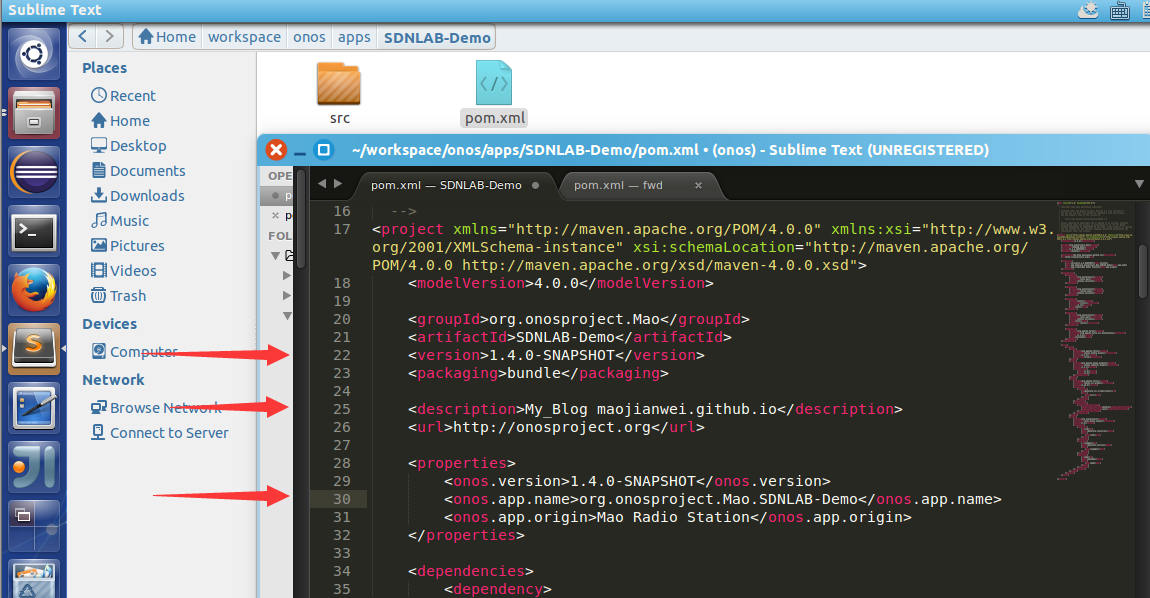 Sublime Text
Home workspace onos apps SDNLAB-Demo
Places
Recent
Home
Desktop
Documents
Downloads
Music
Pictures
Videos
Trash
Devices
Computer
Network
Browse Network
Connect to Server
src
pom.xml
~/workspace/onos/apps/SDNLAB-Demo/pom.xml • (onos) - Sublime Text (UNREGISTERED)
OPE
FOL
pom.xml — SDNLAB-Demo
pom.xml — fwd
16 -->
17 <project xmlns="http://maven.apache.org/POM/4.0.0" xmlns:xsi="http://www.w3.
org/2001/XMLSchema-instance" xsi:schemaLocation="http://maven.apache.org/
POM/4.0.0 http://maven.apache.org/xsd/maven-4.0.0.xsd">
18 <modelVersion>4.0.0</modelVersion>
19
20 <groupId>org.onosproject.Mao</groupId>
21 <artifactId>SDNLAB-Demo</artifactId>
22 <version>1.4.0-SNAPSHOT</version>
23 <packaging>bundle</packaging>
24
25 <description>My_Blog maojianwei.github.io</description>
26 <url>http://onosproject.org</url>
27
28 <properties>
29 <onos.version>1.4.0-SNAPSHOT</onos.version>
30 <onos.app.name>org.onosproject.Mao.SDNLAB-Demo</onos.app.name>
31 <onos.app.origin>Mao Radio Station</onos.app.origin>
32 </properties>
33
34 <dependencies>
35 <dependency>